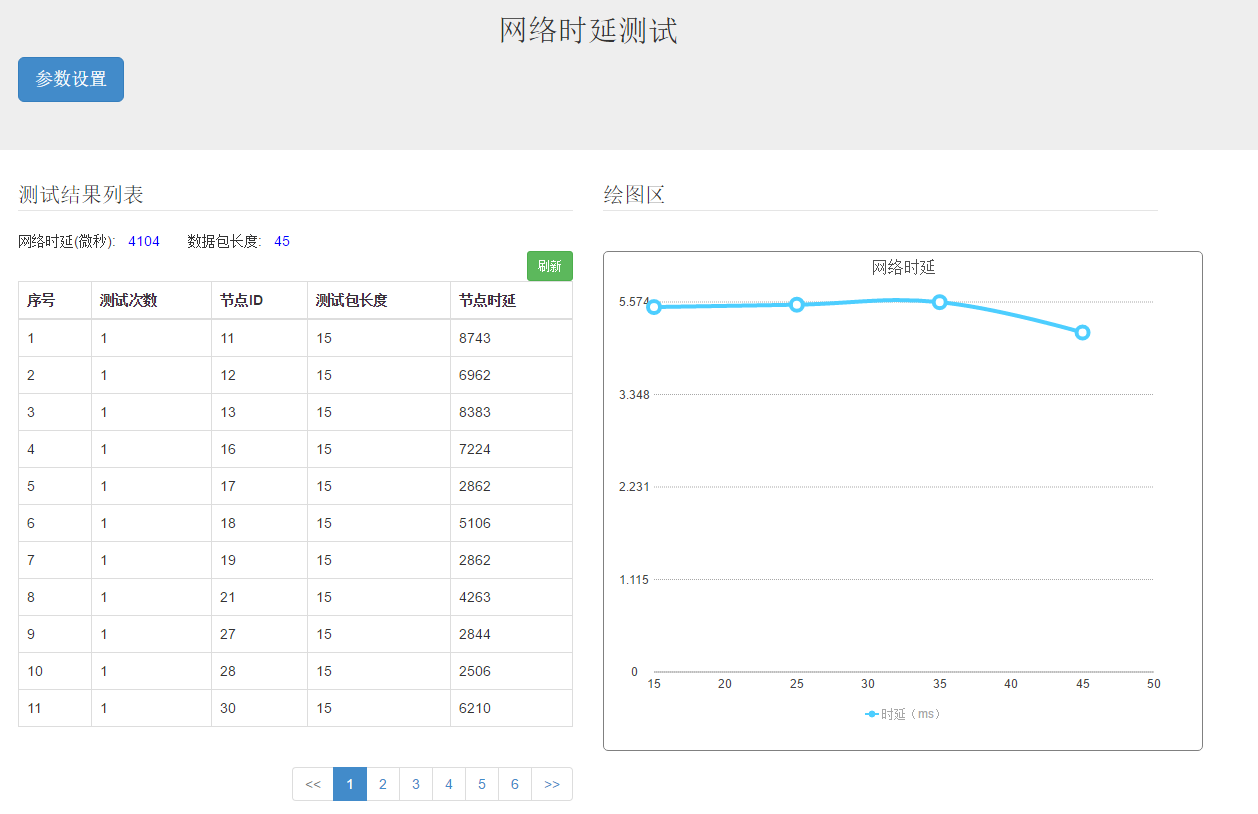 网络时延测试
参数设置
测试结果列表
网络时延(微秒): 4104 数据包长度: 45
刷新
序号 测试次数 节点ID 测试包长度 节点时延
1 1 11 15 8743
2 1 12 15 6962
3 1 13 15 8383
4 1 16 15 7224
5 1 17 15 2862
6 1 18 15 5106
7 1 19 15 2862
8 1 21 15 4263
9 1 27 15 2844
10 1 28 15 2506
11 1 30 15 6210
<< 1 2 3 4 5 6 >>
绘图区
网络时延
5.574
3.348
2.231
1.115
0
15 20 25 30 35 40 45 50
时延（ms）